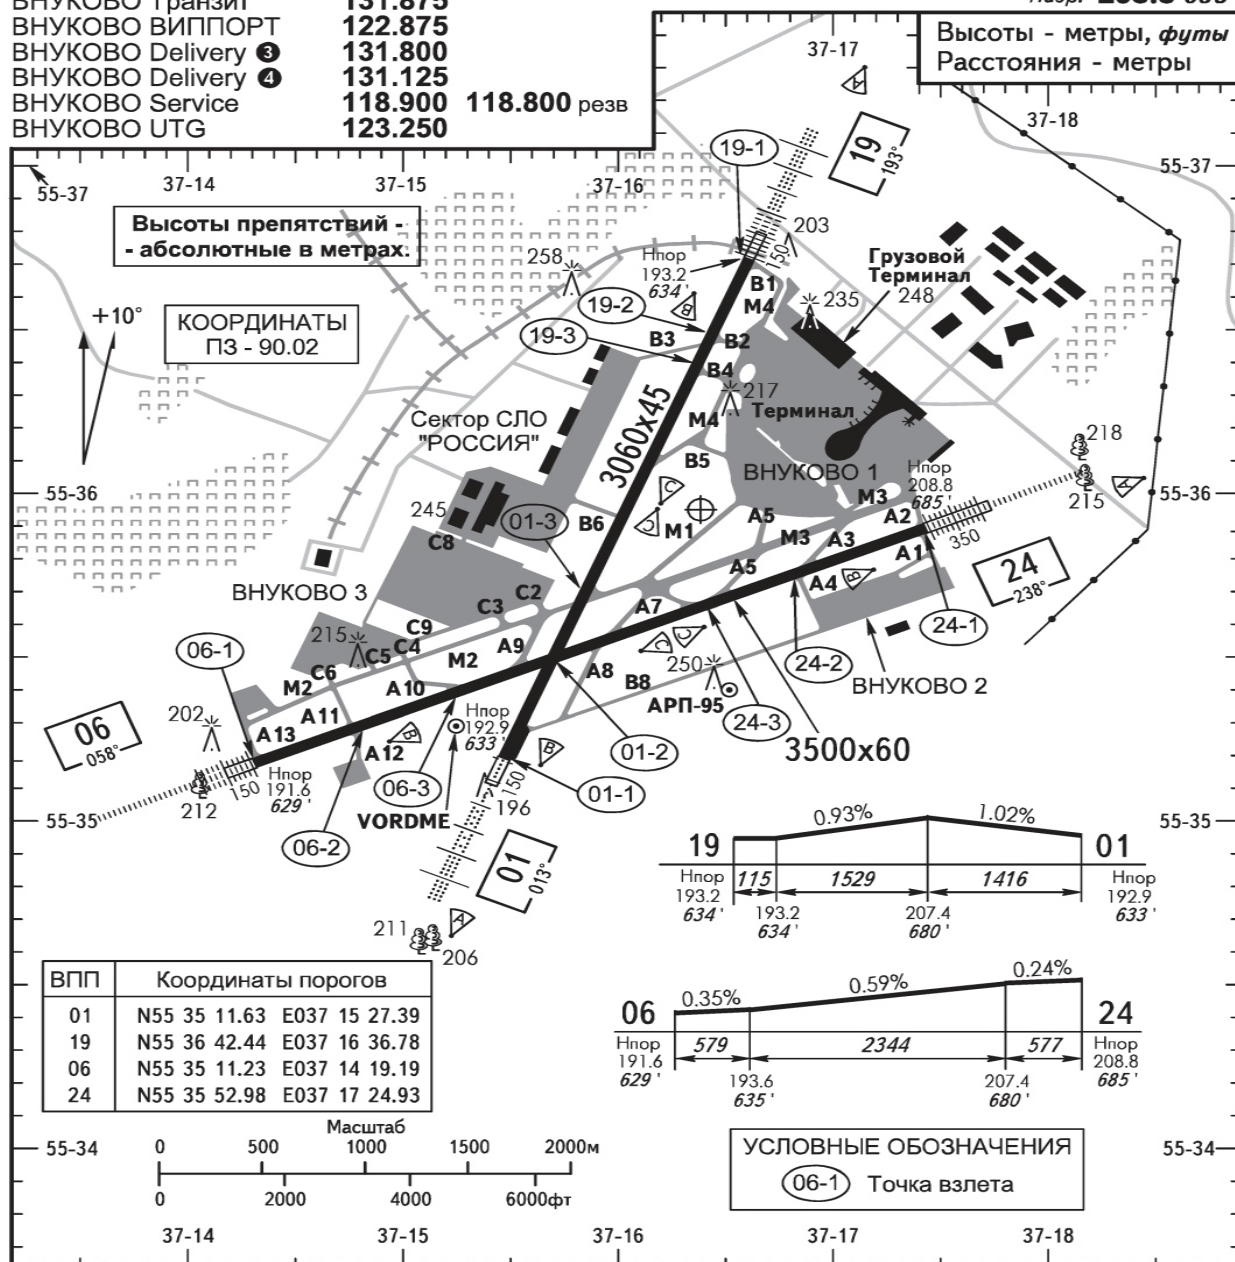 ВНУКОВО Транзит 131.875
ВНУКОВО ВИППОРТ 122.875
ВНУКОВО Delivery ❸ 131.800
ВНУКОВО Delivery ❹ 131.125
ВНУКОВО Service 118.900 118.800 резв
ВНУКОВО UTG 123.250
Высоты - метры, футы
Расстояния - метры
37-17
37-18
55-37
37-14
37-15
37-16
55-37
Высоты препятствий -
- абсолютные в метрах.
КООРДИНАТЫ
ПЗ - 90.02
+10°
19-1
19
193°
A
203
150
258
Нпор
193.2
634'
B
B1
M4
235
Грузовой
Терминал
248
19-2
19-3
B3
B2
B4
217
Терминал
M4
Сектор СЛО
"РОССИЯ"
3060x45
B5
ВНУКОВО 1
Нпор
208.8
685'
218
215
A
55-36
55-36
245
01-3
B6
C
C
M1
A5
M3
M3
A2
A3
350
C8
A5
A1
A4
B
24
238°
ВНУКОВО 3
C2
C3
A7
C9
215
C4
C5
A9
C
C
24-1
06-1
C6
M2
A8
250
24-2
M2
A10
B8
ВНУКОВО 2
A11
АРП-95
24-3
06
058°
202
A13
B
A12
Нпор
192.9
633'
B
01-2
3500x60
150
Нпор
191.6
629'
06-3
150
01-1
212
VORDME
196
55-35
55-35
06-2
01
013°
211
A
206
0.93% 1.02%
19 01
Нпор 115 1529 1416 Нпор
193.2 192.9
634' 193.2 207.4 633'
634' 680'
0.35% 0.59% 0.24%
06 24
Нпор 579 2344 577 Нпор
191.6 208.8
629' 193.6 207.4 685'
635' 680'
ВПП Координаты порогов
01 N55 35 11.63 E037 15 27.39
19 N55 36 42.44 E037 16 36.78
06 N55 35 11.23 E037 14 19.19
24 N55 35 52.98 E037 17 24.93
Масштаб
0 500 1000 1500 2000м
0 2000 4000 6000фт
55-34
55-34
УСЛОВНЫЕ ОБОЗНАЧЕНИЯ
06-1 Точка взлета
37-14
37-15
37-16
37-17
37-18